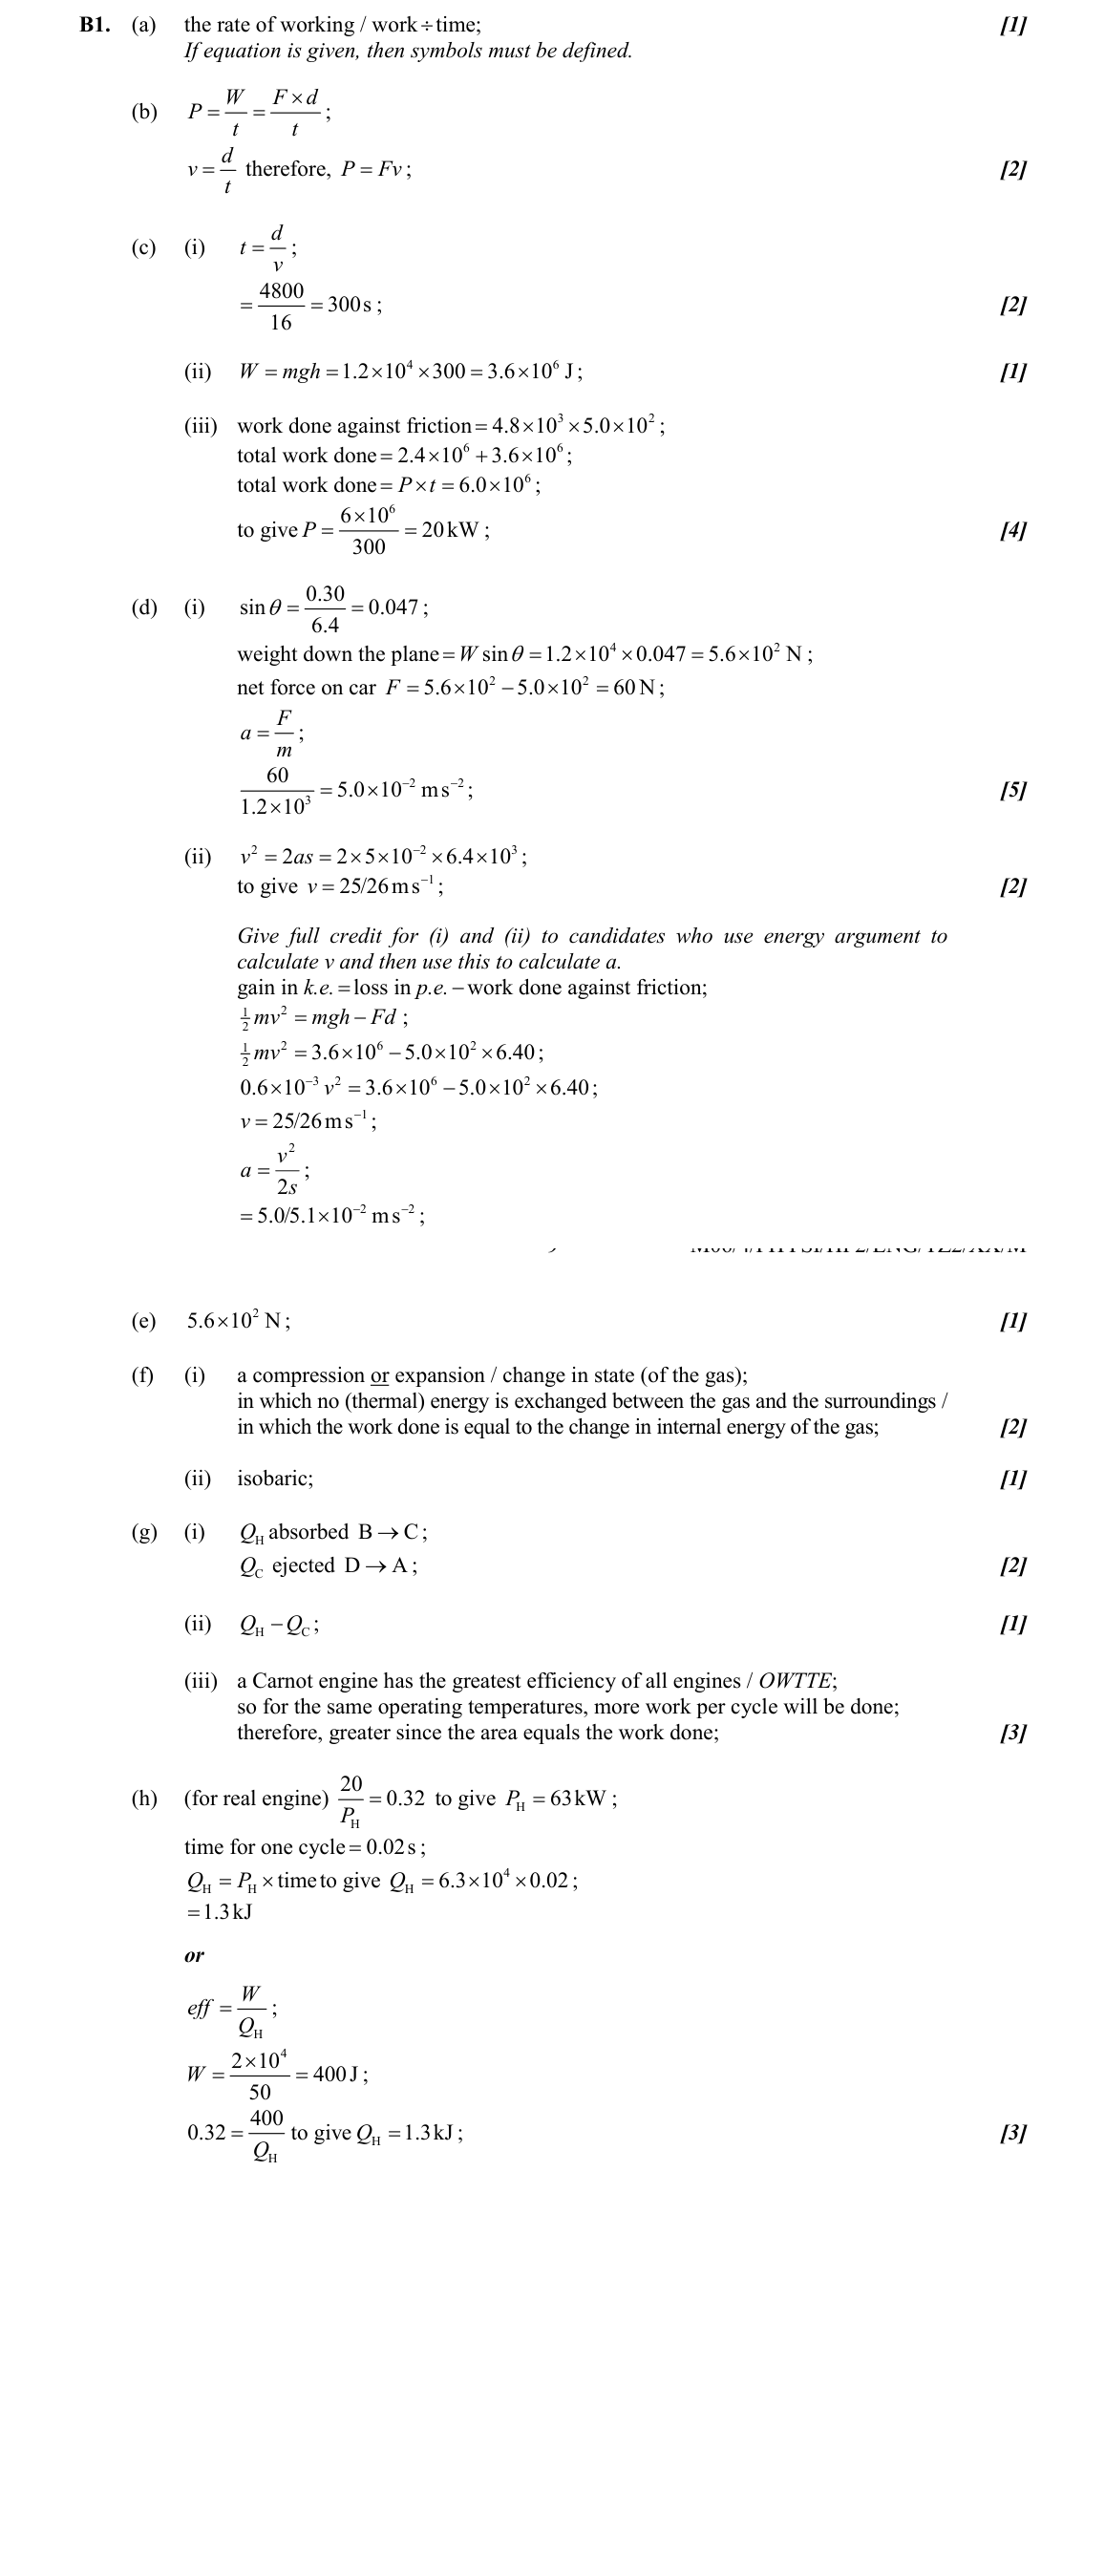 B1. (a) the rate of working / work ÷ time; [1]
If equation is given, then symbols must be defined.
(b) P = W/t = F × d/t ;
v = d/t therefore, P = Fv ; [2]
(c) (i) t = d/v ;
= 4800/16 = 300 s ; [2]
(ii) W = mgh = 1.2×10⁴ ×300 = 3.6×10⁶ J ; [1]
(iii) work done against friction = 4.8×10³ × 5.0×10² ;
total work done = 2.4×10⁶ + 3.6×10⁶ ;
total work done = P×t = 6.0×10⁶ ;
to give P = 6×10⁶/300 = 20 kW ; [4]
(d) (i) sin θ = 0.30/6.4 = 0.047 ;
weight down the plane = W sin θ = 1.2×10⁴ × 0.047 = 5.6×10² N ;
net force on car F = 5.6×10² − 5.0×10² = 60 N ;
a = F/m ;
60/1.2×10³ = 5.0×10⁻² m s⁻² ; [5]
(ii) v² = 2as = 2×5×10⁻² × 6.4×10³ ;
to give v = 25/26 m s⁻¹ ; [2]
Give full credit for (i) and (ii) to candidates who use energy argument to
calculate v and then use this to calculate a.
gain in k.e. = loss in p.e. − work done against friction;
½mv² = mgh − Fd ;
½mv² = 3.6×10⁶ − 5.0×10² × 6.40 ;
0.6×10⁻³ v² = 3.6×10⁶ − 5.0×10² × 6.40 ;
v = 25/26 m s⁻¹ ;
a = v²/2s ;
= 5.0/5.1×10⁻² m s⁻² ;
(e) 5.6×10² N ; [1]
(f) (i) a compression or expansion / change in state (of the gas);
in which no (thermal) energy is exchanged between the gas and the surroundings /
in which the work done is equal to the change in internal energy of the gas; [2]
(ii) isobaric; [1]
(g) (i) Q_H absorbed B → C ;
Q_C ejected D → A ; [2]
(ii) Q_H − Q_C ; [1]
(iii) a Carnot engine has the greatest efficiency of all engines / OWTTE;
so for the same operating temperatures, more work per cycle will be done;
therefore, greater since the area equals the work done; [3]
(h) (for real engine) 20/P_H = 0.32 to give P_H = 63 kW ;
time for one cycle = 0.02 s ;
Q_H = P_H × time to give Q_H = 6.3×10⁴ × 0.02 ;
= 1.3 kJ
or
eff = W/Q_H ;
W = 2×10⁴/50 = 400 J ;
0.32 = 400/Q_H to give Q_H = 1.3 kJ ; [3]